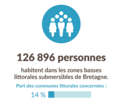 126 896 personnes
habitent dans les zones basses
littorales submersibles de Bretagne.
Part des communes littorales concernées :
14 %